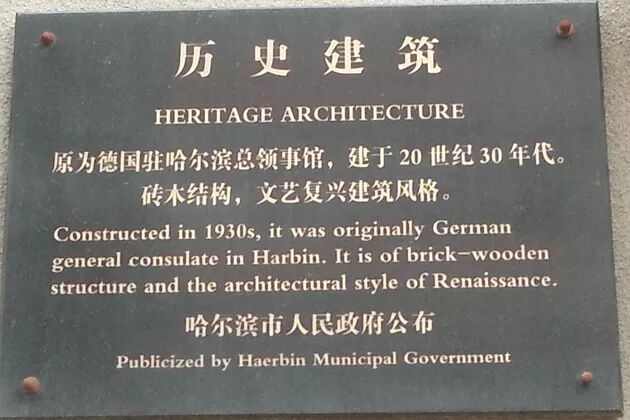 历史建筑
HERITAGE ARCHITECTURE
原为德国驻哈尔滨总领事馆，建于20世纪30年代。
砖木结构，文艺复兴建筑风格。
Constructed in 1930s, it was originally German
general consulate in Harbin. It is of brick-wooden
structure and the architectural style of Renaissance.
哈尔滨市人民政府公布
Publicized by Haerbin Municipal Government